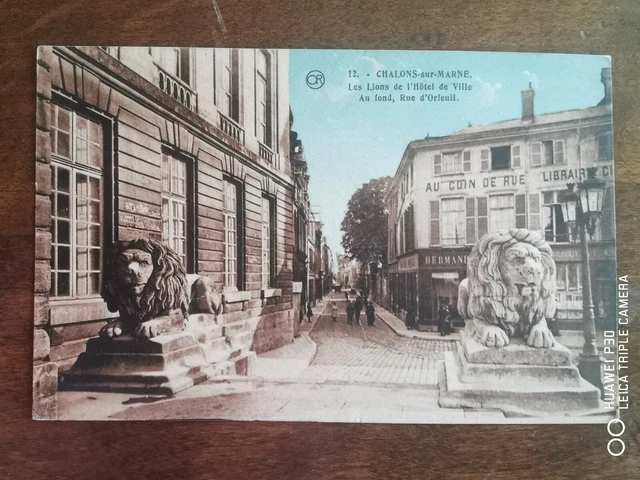 OR
12. - CHALONS-sur-MARNE.
Les Lions de l'Hôtel de Ville
Au fond, Rue d'Orfeuil.
AU COIN DE RUE
LIBRAIRIE
HUAWEI P30
LEICA TRIPLE CAMERA